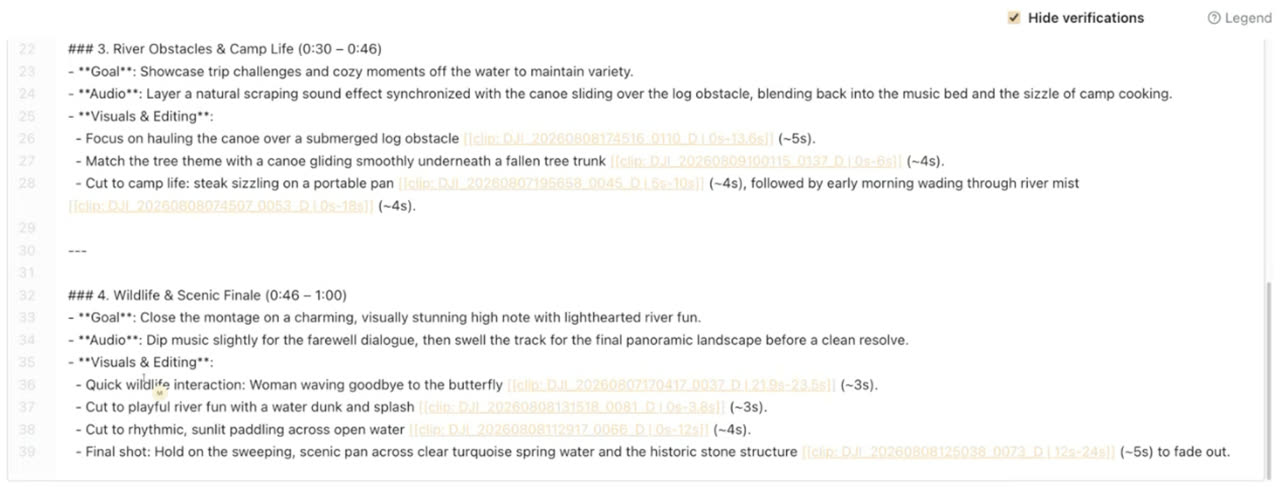 Hide verifications
Legend
22 ### 3. River Obstacles & Camp Life (0:30 – 0:46)
23 - **Goal**: Showcase trip challenges and cozy moments off the water to maintain variety.
24 - **Audio**: Layer a natural scraping sound effect synchronized with the canoe sliding over the log obstacle, blending back into the music bed and the sizzle of camp cooking.
25 - **Visuals & Editing**:
26 - Focus on hauling the canoe over a submerged log obstacle [[clip: DJI_20260808174516_0110_D | 0s-13.6s]] (~5s).
27 - Match the tree theme with a canoe gliding smoothly underneath a fallen tree trunk [[clip: DJI_20260809100115_0137_D | 0s-6s]] (~4s).
28 - Cut to camp life: steak sizzling on a portable pan [[clip: DJI_20260807195658_0045_D | 6s-10s]] (~4s), followed by early morning wading through river mist
[[clip: DJI_20260808074507_0053_D | 0s-18s]] (~4s).
29
30 ---
31
32 ### 4. Wildlife & Scenic Finale (0:46 – 1:00)
33 - **Goal**: Close the montage on a charming, visually stunning high note with lighthearted river fun.
34 - **Audio**: Dip music slightly for the farewell dialogue, then swell the track for the final panoramic landscape before a clean resolve.
35 - **Visuals & Editing**:
36 - Quick wildlife interaction: Woman waving goodbye to the butterfly [[clip: DJI_20260807170417_0037_D | 21.9s-23.5s]] (~3s).
37 - Cut to playful river fun with a water dunk and splash [[clip: DJI_20260808131518_0081_D | 0s-3.8s]] (~3s).
38 - Cut to rhythmic, sunlit paddling across open water [[clip: DJI_20260808112917_0066_D | 0s-12s]] (~4s).
39 - Final shot: Hold on the sweeping, scenic pan across clear turquoise spring water and the historic stone structure [[clip: DJI_20260808125038_0073_D | 12s-24s]] (~5s) to fade out.